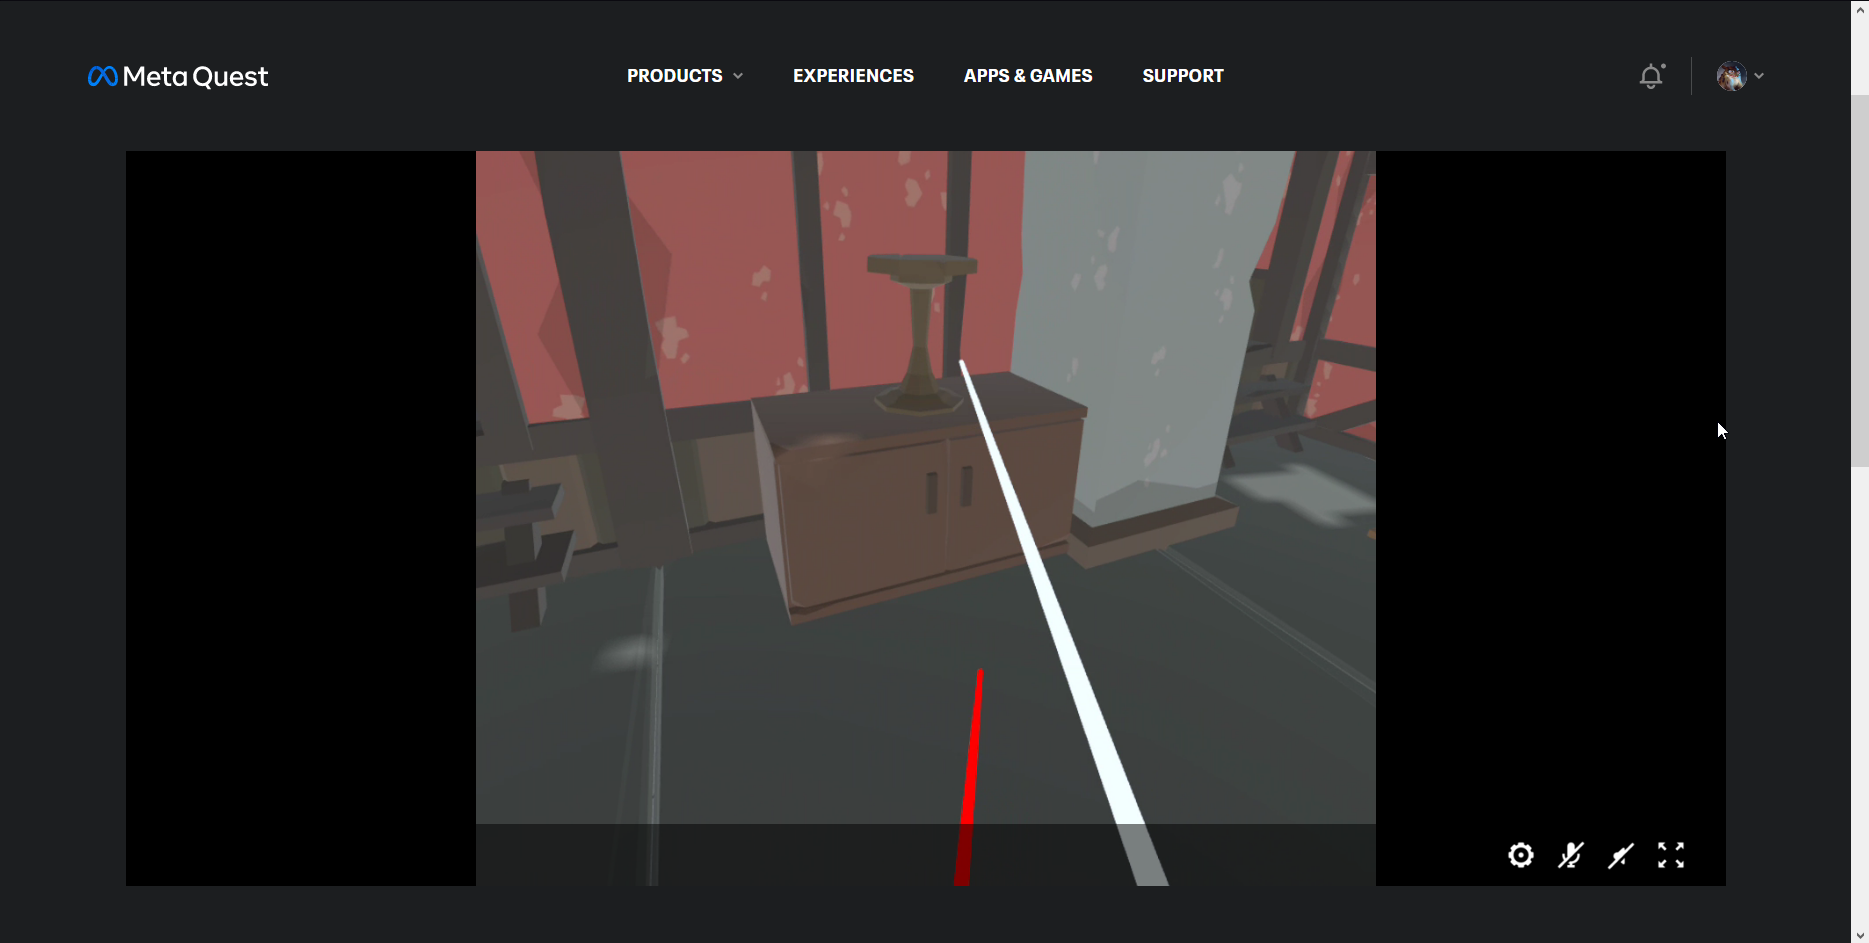 Meta Quest
PRODUCTS
EXPERIENCES
APPS & GAMES
SUPPORT